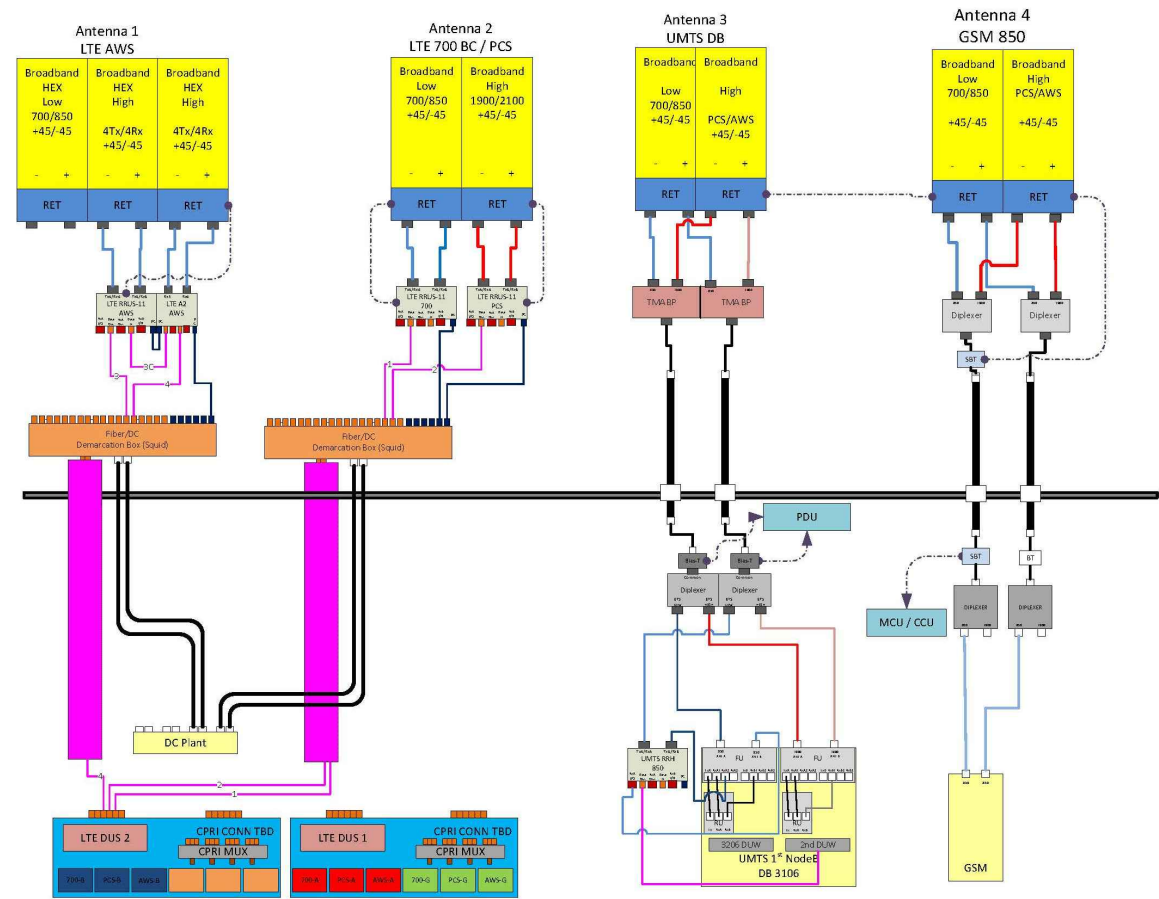 Antenna 1
LTE AWS
Antenna 2
LTE 700 BC / PCS
Antenna 3
UMTS DB
Antenna 4
GSM 850
Broadband
HEX
Low
700/850
+45/-45
- +
Broadband
HEX
High
4Tx/4Rx
+45/-45
- +
Broadband
HEX
High
4Tx/4Rx
+45/-45
- +
Broadband
Low
700/850
+45/-45
- +
Broadband
High
1900/2100
+45/-45
- +
Broadband
Low
700/850
+45/-45
- +
Broadband
High
PCS/AWS
+45/-45
- +
Broadband
Low
700/850
+45/-45
- +
Broadband
High
PCS/AWS
+45/-45
- +
RET
RET
RET
RET
RET
RET
RET
RET
RET
LTE RRUS-11
AWS
LTE A2
AWS
LTE RRUS-11
700
LTE RRUS-11
PCS
TMA BP
TMA BP
Diplexer
Diplexer
SBT
3
3C
4
1
2
Fiber/DC
Demarcation Box (Squid)
Fiber/DC
Demarcation Box (Squid)
PDU
Bias-T
Bias-T
Common
Diplexer
Common
Diplexer
SBT
BT
DIPLEXER
DIPLEXER
MCU / CCU
DC Plant
4
2
1
UMTS RRH
850
FU
FU
RU
RU
3206 DUW
2nd DUW
UMTS 1st NodeB
DB 3106
GSM
LTE DUS 2
CPRI CONN TBD
CPRI MUX
700-B
PCS-B
AWS-B
LTE DUS 1
CPRI CONN TBD
CPRI MUX
700-A
PCS-A
AWS-A
700-G
PCS-G
AWS-G